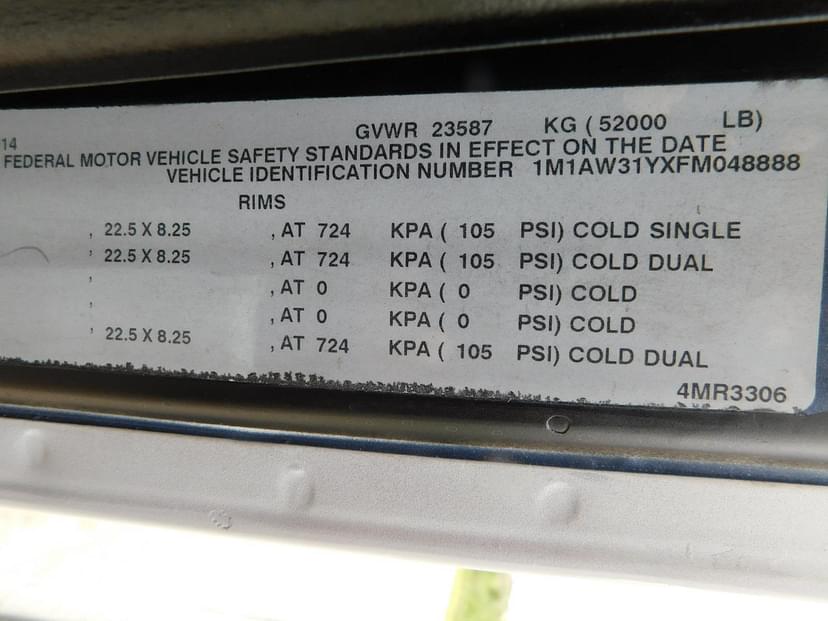 GVWR 23587 KG ( 52000 LB)
14
FEDERAL MOTOR VEHICLE SAFETY STANDARDS IN EFFECT ON THE DATE
VEHICLE IDENTIFICATION NUMBER 1M1AW31YXFM048888
RIMS
, 22.5 X 8.25 , AT 724 KPA ( 105 PSI) COLD SINGLE
, 22.5 X 8.25 , AT 724 KPA ( 105 PSI) COLD DUAL
, , AT 0 KPA ( 0 PSI) COLD
, , AT 0 KPA ( 0 PSI) COLD
, 22.5 X 8.25 , AT 724 KPA ( 105 PSI) COLD DUAL
4MR3306